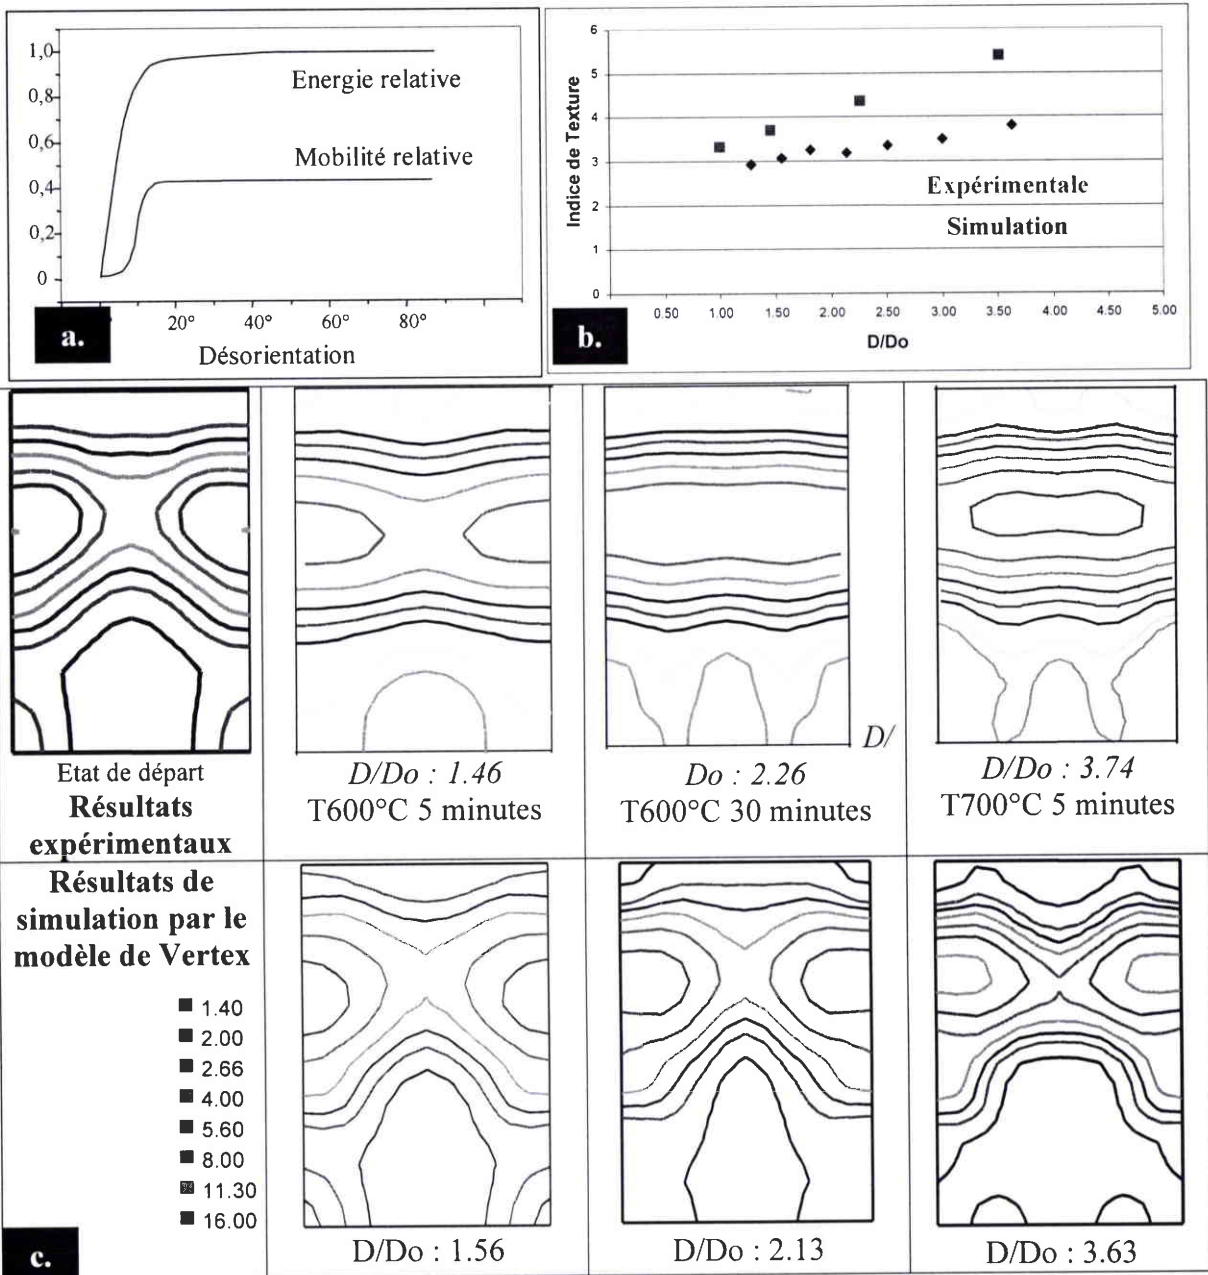 1,0
0,8
0,6
0,4
0,2
0
Energie relative
Mobilité relative
20° 40° 60° 80°
Désorientation
a.
6
5
4
3
2
1
0
Indice de Texture
Expérimentale
Simulation
0.50 1.00 1.50 2.00 2.50 3.00 3.50 4.00 4.50 5.00
D/Do
b.
Etat de départ
Résultats
expérimentaux
D/Do : 1.46
T600°C 5 minutes
D/
Do : 2.26
T600°C 30 minutes
D/Do : 3.74
T700°C 5 minutes
Résultats de
simulation par le
modèle de Vertex
1.40
2.00
2.66
4.00
5.60
8.00
11.30
16.00
c.
D/Do : 1.56
D/Do : 2.13
D/Do : 3.63